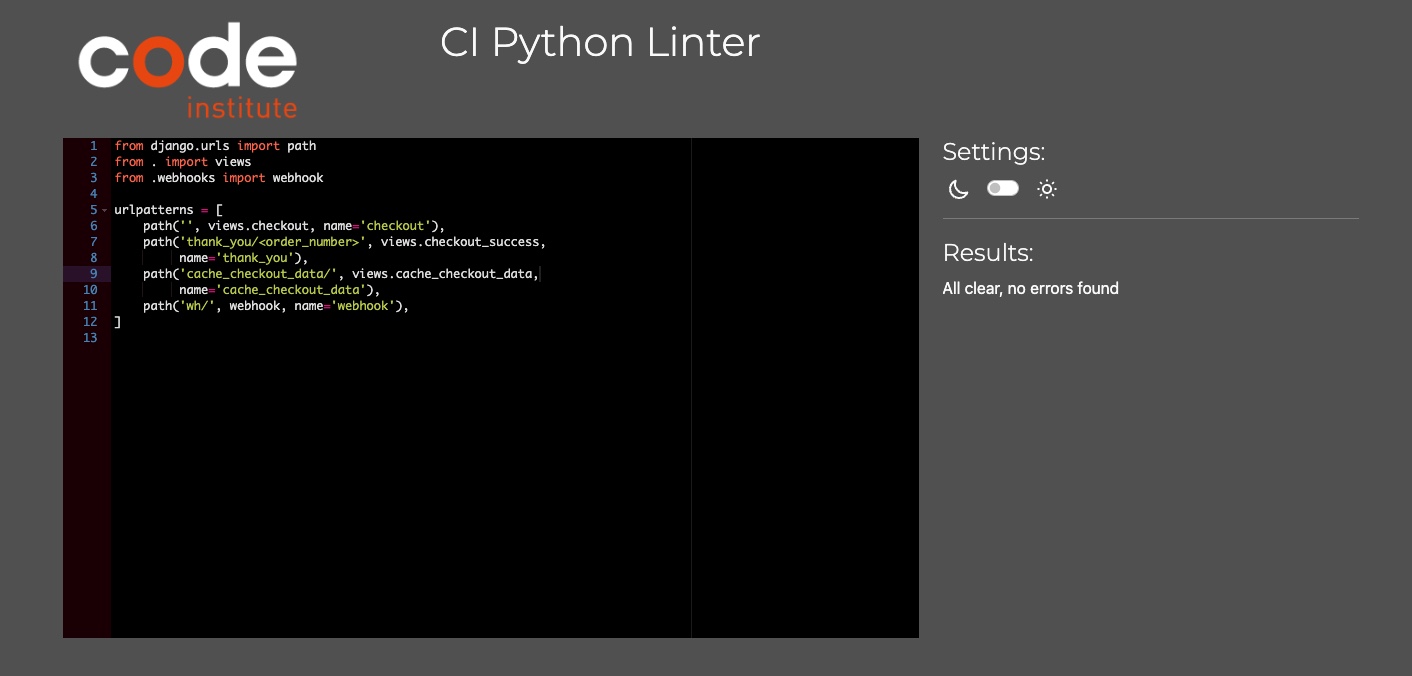 code
institute
CI Python Linter
1 from django.urls import path
2 from . import views
3 from .webhooks import webhook
4
5 urlpatterns = [
6     path('', views.checkout, name='checkout'),
7     path('thank_you/<order_number>', views.checkout_success,
8          name='thank_you'),
9     path('cache_checkout_data/', views.cache_checkout_data,
10          name='cache_checkout_data'),
11     path('wh/', webhook, name='webhook'),
12 ]
13
Settings:
Results:
All clear, no errors found